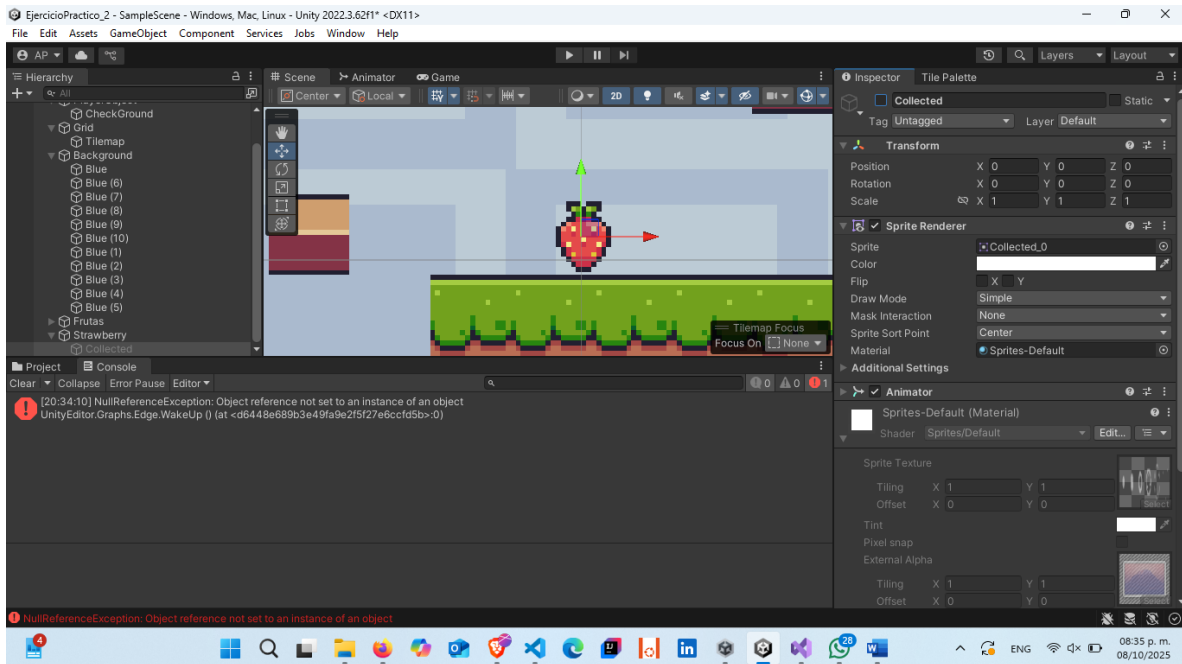 EjercicioPractico_2 - SampleScene - Windows, Mac, Linux - Unity 2022.3.62f1* <DX11>
File Edit Assets GameObject Component Services Jobs Window Help
AP Layers Layout
Hierarchy
All
CheckGround
Grid
Tilemap
Background
Blue
Blue (6)
Blue (7)
Blue (8)
Blue (9)
Blue (10)
Blue (1)
Blue (2)
Blue (3)
Blue (4)
Blue (5)
Frutas
Strawberry
Collected
Scene Animator Game
Center Local 2D
Tilemap Focus
Focus On None
Inspector Tile Palette
Collected Static
Tag Untagged Layer Default
Transform
Position X 0 Y 0 Z 0
Rotation X 0 Y 0 Z 0
Scale X 1 Y 1 Z 1
Sprite Renderer
Sprite Collected_0
Color
Flip X Y
Draw Mode Simple
Mask Interaction None
Sprite Sort Point Center
Material Sprites-Default
Additional Settings
Animator
Sprites-Default (Material)
Shader Sprites/Default Edit...
Sprite Texture
Tiling X 1 Y 1
Offset X 0 Y 0
Select
Tint
Pixel snap
External Alpha
Tiling X 1 Y 1
Offset X 0 Y 0
Select
Project Console
Clear Collapse Error Pause Editor 0 0 1
[20:34:10] NullReferenceException: Object reference not set to an instance of an object
UnityEditor.Graphs.Edge.WakeUp () (at <d6448e689b3e49fa9e2f5f27e6ccfd5b>:0)
NullReferenceException: Object reference not set to an instance of an object
4 28 ENG 08:35 p. m.
08/10/2025